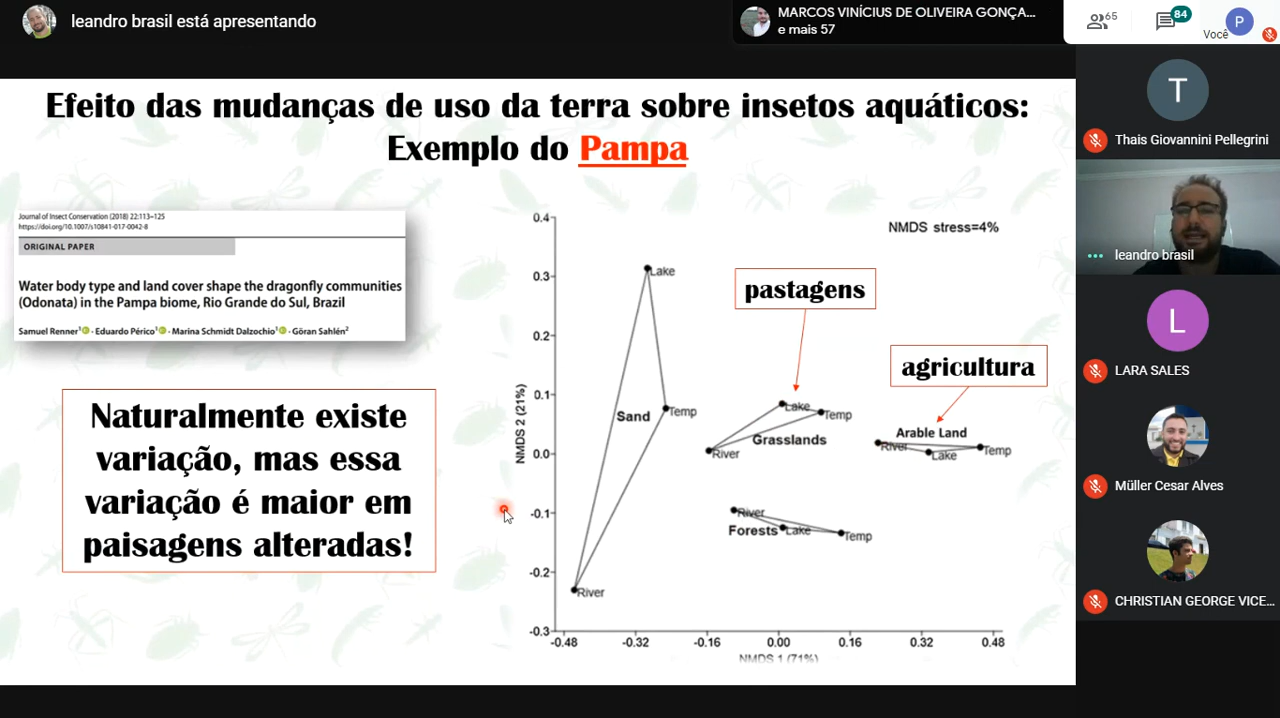 leandro brasil está apresentando
MARCOS VINÍCIUS DE OLIVEIRA GONÇA...
e mais 57
65
84
Você
P
Efeito das mudanças de uso da terra sobre insetos aquáticos:
Exemplo do Pampa
Journal of Insect Conservation (2018) 22:113–125
https://doi.org/10.1007/s10841-017-0042-8
ORIGINAL PAPER
Water body type and land cover shape the dragonfly communities
(Odonata) in the Pampa biome, Rio Grande do Sul, Brazil
Samuel Renner¹ · Eduardo Périco¹ · Marina Schmidt Dalzochio¹ · Göran Sahlén²
Naturalmente existe
variação, mas essa
variação é maior em
paisagens alteradas!
NMDS stress=4%
pastagens
agricultura
0.4
0.3
0.2
0.1
0.0
-0.1
-0.2
-0.3
NMDS 2 (21%)
Lake
Sand
Temp
River
Lake
Temp
Grasslands
River
Arable Land
River
Lake
Temp
River
Forests
Lake
Temp
-0.48
-0.32
-0.16
0.00
0.16
0.32
0.48
NMDS 1 (71%)
T
Thais Giovannini Pellegrini
leandro brasil
L
LARA SALES
Müller Cesar Alves
CHRISTIAN GEORGE VICE...